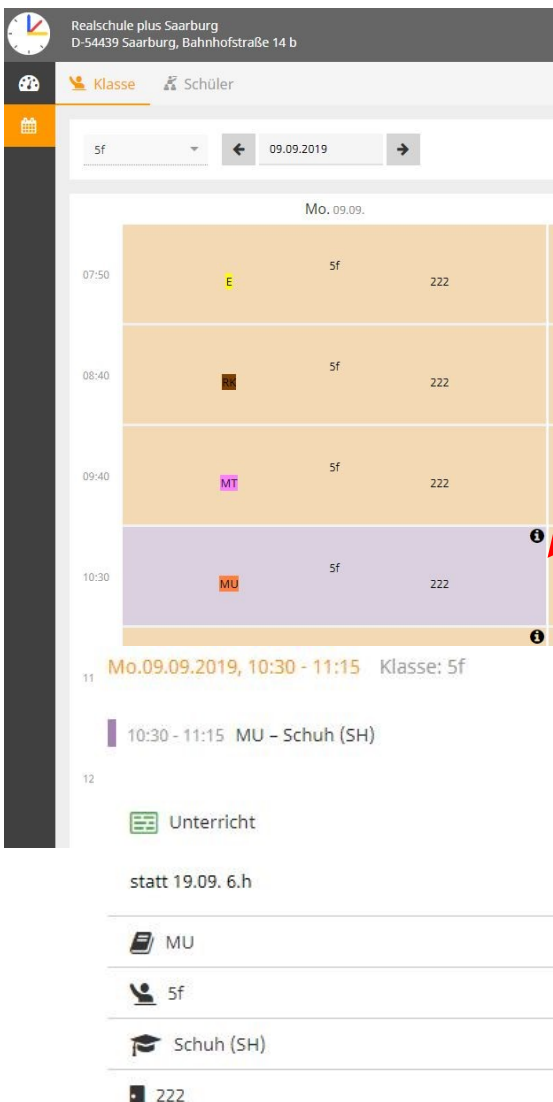 Realschule plus Saarburg
D-54439 Saarburg, Bahnhofstraße 14 b
Klasse Schüler
5f 09.09.2019
Mo. 09.09.
07:50 E 5f 222
08:40 RK 5f 222
09:40 MT 5f 222
10:30 MU 5f 222
Mo.09.09.2019, 10:30 - 11:15 Klasse: 5f
11
10:30 - 11:15 MU – Schuh (SH)
12
Unterricht
statt 19.09. 6.h
MU
5f
Schuh (SH)
222